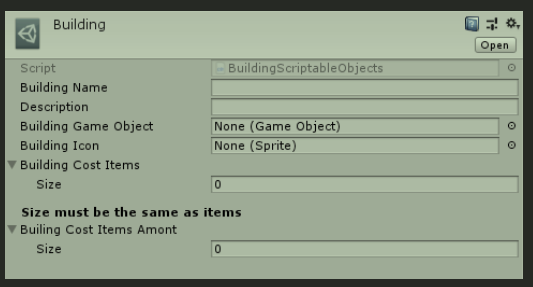 Building
Open
Script BuildingScriptableObjects
Building Name
Description
Building Game Object None (Game Object)
Building Icon None (Sprite)
Building Cost Items
Size 0
Size must be the same as items
Builing Cost Items Amont
Size 0